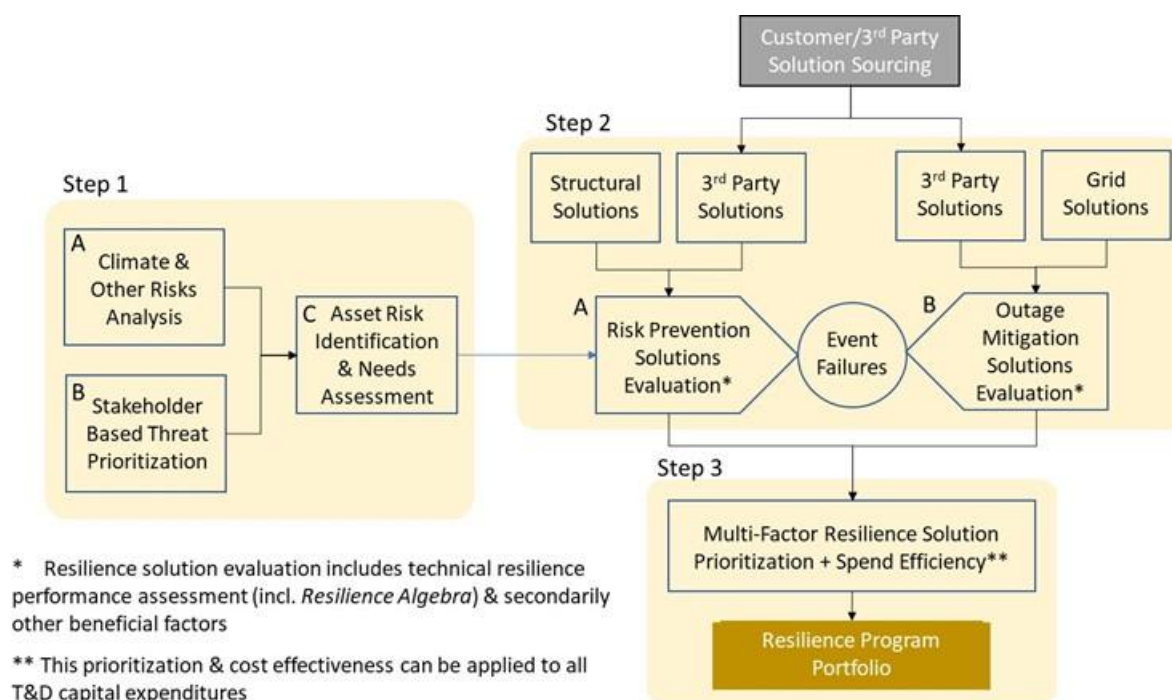 Customer/3rd Party
Solution Sourcing
Step 2
Structural
Solutions
3rd Party
Solutions
3rd Party
Solutions
Grid
Solutions
Step 1
A
Climate &
Other Risks
Analysis
B
Stakeholder
Based Threat
Prioritization
C
Asset Risk
Identification
& Needs
Assessment
A
Risk Prevention
Solutions
Evaluation*
Event
Failures
B
Outage
Mitigation
Solutions
Evaluation*
Step 3
Multi-Factor Resilience Solution
Prioritization + Spend Efficiency**
Resilience Program
Portfolio
* Resilience solution evaluation includes technical resilience
performance assessment (incl. Resilience Algebra) & secondarily
other beneficial factors
** This prioritization & cost effectiveness can be applied to all
T&D capital expenditures